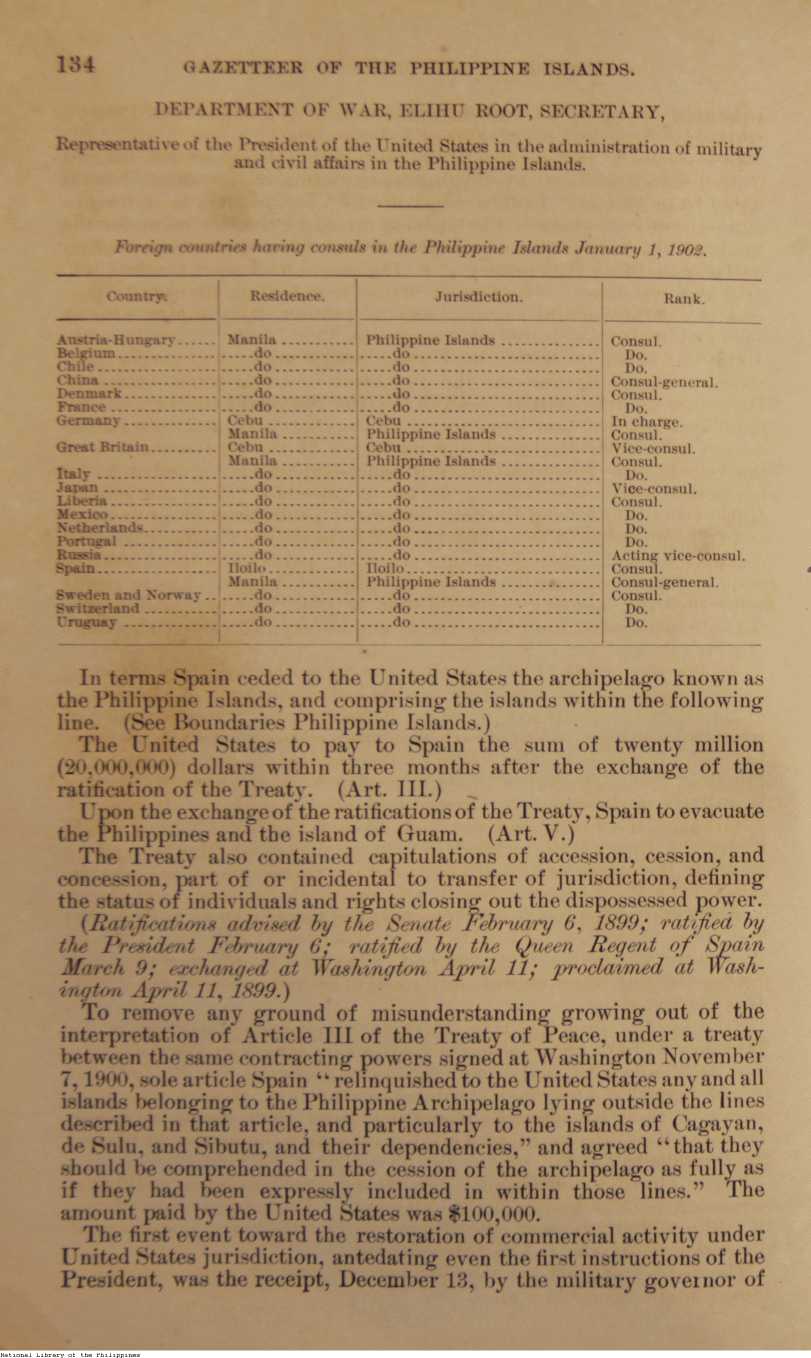 134 GAZETTEER OF THE PHILIPPINE ISLANDS.
DEPARTMENT OF WAR, ELIHU ROOT, SECRETARY,
Representative of the President of the United States in the administration of military
and civil affairs in the Philippine Islands.
Foreign countries having consuls in the Philippine Islands January 1, 1902.
Country. Residence. Jurisdiction. Rank.
Austria-Hungary...... Manila ........... Philippine Islands .............. Consul.
Belgium............... .....do............ .....do............................ Do.
Chile.................. .....do............ .....do............................ Do.
China ................. .....do............ .....do............................ Consul-general.
Denmark.............. .....do............ .....do............................ Consul.
France ................ .....do............ .....do............................ Do.
Germany.............. Cebu ............. Cebu ............................. In charge.
Manila ........... Philippine Islands .............. Consul.
Great Britain.......... Cebu ............. Cebu ............................. Vice-consul.
Manila ........... Philippine Islands .............. Consul.
Italy .................. .....do............ .....do............................ Do.
Japan ................. .....do............ .....do............................ Vice-consul.
Liberia ................ .....do............ .....do............................ Consul.
Mexico................ .....do............ .....do............................ Do.
Netherlands........... .....do............ .....do............................ Do.
Portugal .............. .....do............ .....do............................ Do.
Russia................. .....do............ .....do............................ Acting vice-consul.
Spain.................. Iloilo............. Iloilo............................. Consul.
Manila ........... Philippine Islands .............. Consul-general.
Sweden and Norway .. .....do............ .....do............................ Consul.
Switzerland ........... .....do............ .....do............................ Do.
Uruguay .............. .....do............ .....do............................ Do.
In terms Spain ceded to the United States the archipelago known as
the Philippine Islands, and comprising the islands within the following
line. (See Boundaries Philippine Islands.)
The United States to pay to Spain the sum of twenty million
(20,000,000) dollars within three months after the exchange of the
ratification of the Treaty. (Art. III.)
Upon the exchange of the ratifications of the Treaty, Spain to evacuate
the Philippines and the island of Guam. (Art. V.)
The Treaty also contained capitulations of accession, cession, and
concession, part of or incidental to transfer of jurisdiction, defining
the status of individuals and rights closing out the dispossessed power.
(Ratifications advised by the Senate February 6, 1899; ratified by
the President February 6; ratified by the Queen Regent of Spain
March 9; exchanged at Washington April 11; proclaimed at Wash-
ington April 11, 1899.)
To remove any ground of misunderstanding growing out of the
interpretation of Article III of the Treaty of Peace, under a treaty
between the same contracting powers signed at Washington November
7, 1900, sole article Spain "relinquished to the United States any and all
islands belonging to the Philippine Archipelago lying outside the lines
described in that article, and particularly to the islands of Cagayan,
de Sulu, and Sibutu, and their dependencies," and agreed "that they
should be comprehended in the cession of the archipelago as fully as
if they had been expressly included in within those lines." The
amount paid by the United States was $100,000.
The first event toward the restoration of commercial activity under
United States jurisdiction, antedating even the first instructions of the
President, was the receipt, December 13, by the military governor of
National Library of the Philippines